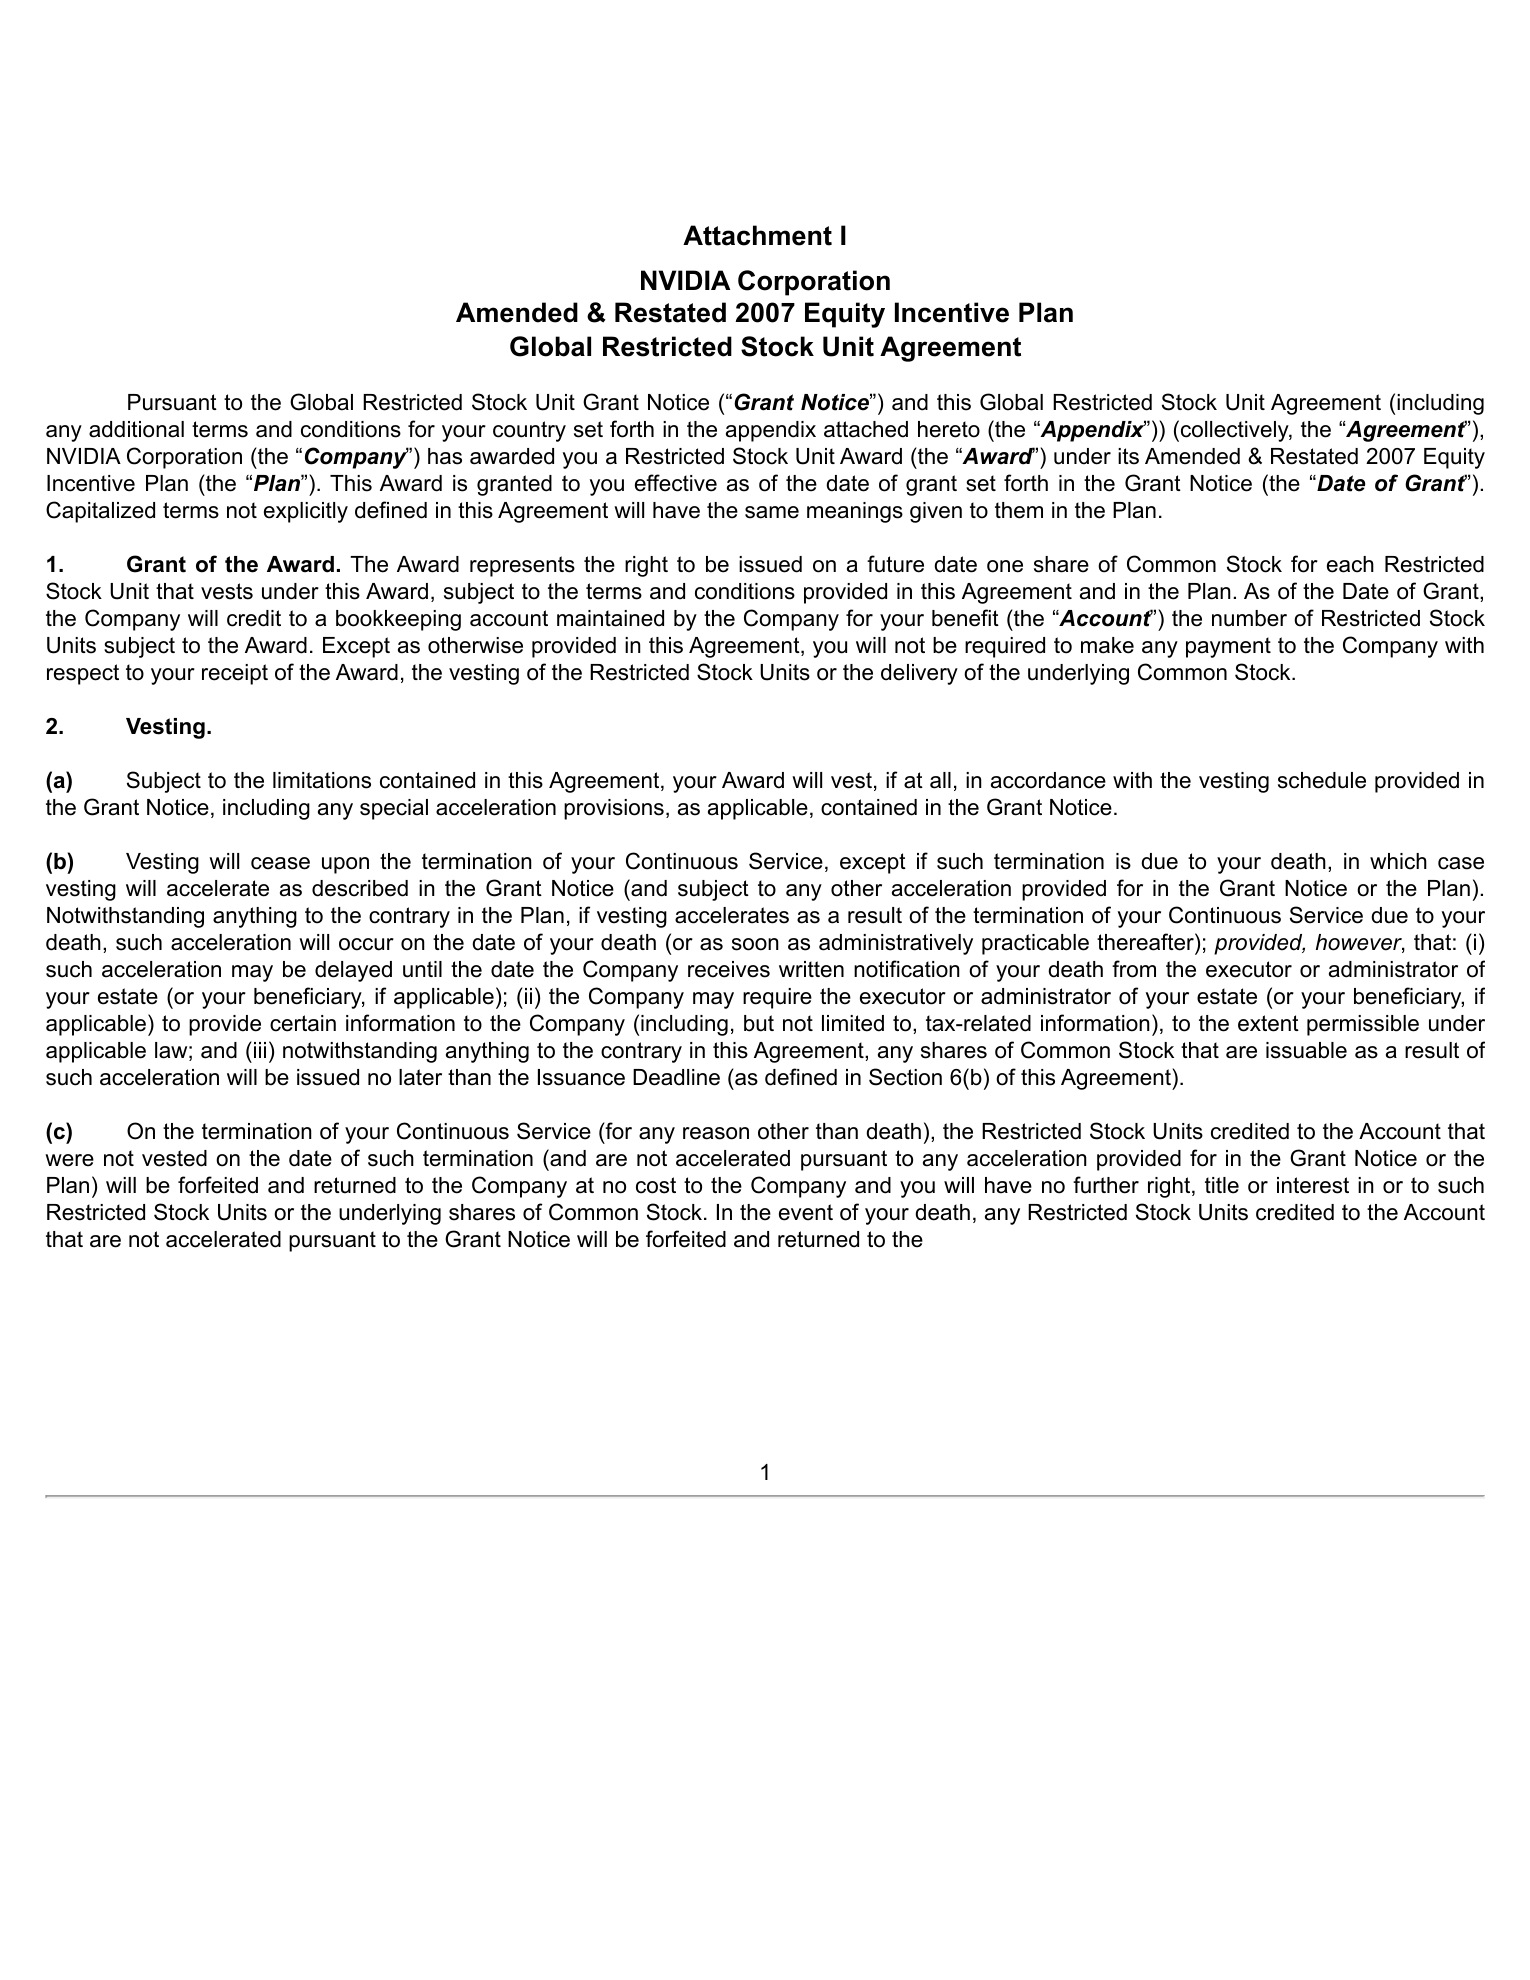 Attachment I
NVIDIA Corporation
Amended & Restated 2007 Equity Incentive Plan
Global Restricted Stock Unit Agreement
Pursuant to the Global Restricted Stock Unit Grant Notice (“Grant Notice”) and this Global Restricted Stock Unit Agreement (including
any additional terms and conditions for your country set forth in the appendix attached hereto (the “Appendix”)) (collectively, the “Agreement”),
NVIDIA Corporation (the “Company”) has awarded you a Restricted Stock Unit Award (the “Award”) under its Amended & Restated 2007 Equity
Incentive Plan (the “Plan”). This Award is granted to you effective as of the date of grant set forth in the Grant Notice (the “Date of Grant”).
Capitalized terms not explicitly defined in this Agreement will have the same meanings given to them in the Plan.
1. Grant of the Award. The Award represents the right to be issued on a future date one share of Common Stock for each Restricted
Stock Unit that vests under this Award, subject to the terms and conditions provided in this Agreement and in the Plan. As of the Date of Grant,
the Company will credit to a bookkeeping account maintained by the Company for your benefit (the “Account”) the number of Restricted Stock
Units subject to the Award. Except as otherwise provided in this Agreement, you will not be required to make any payment to the Company with
respect to your receipt of the Award, the vesting of the Restricted Stock Units or the delivery of the underlying Common Stock.
2. Vesting.
(a) Subject to the limitations contained in this Agreement, your Award will vest, if at all, in accordance with the vesting schedule provided in
the Grant Notice, including any special acceleration provisions, as applicable, contained in the Grant Notice.
(b) Vesting will cease upon the termination of your Continuous Service, except if such termination is due to your death, in which case
vesting will accelerate as described in the Grant Notice (and subject to any other acceleration provided for in the Grant Notice or the Plan).
Notwithstanding anything to the contrary in the Plan, if vesting accelerates as a result of the termination of your Continuous Service due to your
death, such acceleration will occur on the date of your death (or as soon as administratively practicable thereafter); provided, however, that: (i)
such acceleration may be delayed until the date the Company receives written notification of your death from the executor or administrator of
your estate (or your beneficiary, if applicable); (ii) the Company may require the executor or administrator of your estate (or your beneficiary, if
applicable) to provide certain information to the Company (including, but not limited to, tax-related information), to the extent permissible under
applicable law; and (iii) notwithstanding anything to the contrary in this Agreement, any shares of Common Stock that are issuable as a result of
such acceleration will be issued no later than the Issuance Deadline (as defined in Section 6(b) of this Agreement).
(c) On the termination of your Continuous Service (for any reason other than death), the Restricted Stock Units credited to the Account that
were not vested on the date of such termination (and are not accelerated pursuant to any acceleration provided for in the Grant Notice or the
Plan) will be forfeited and returned to the Company at no cost to the Company and you will have no further right, title or interest in or to such
Restricted Stock Units or the underlying shares of Common Stock. In the event of your death, any Restricted Stock Units credited to the Account
that are not accelerated pursuant to the Grant Notice will be forfeited and returned to the
1